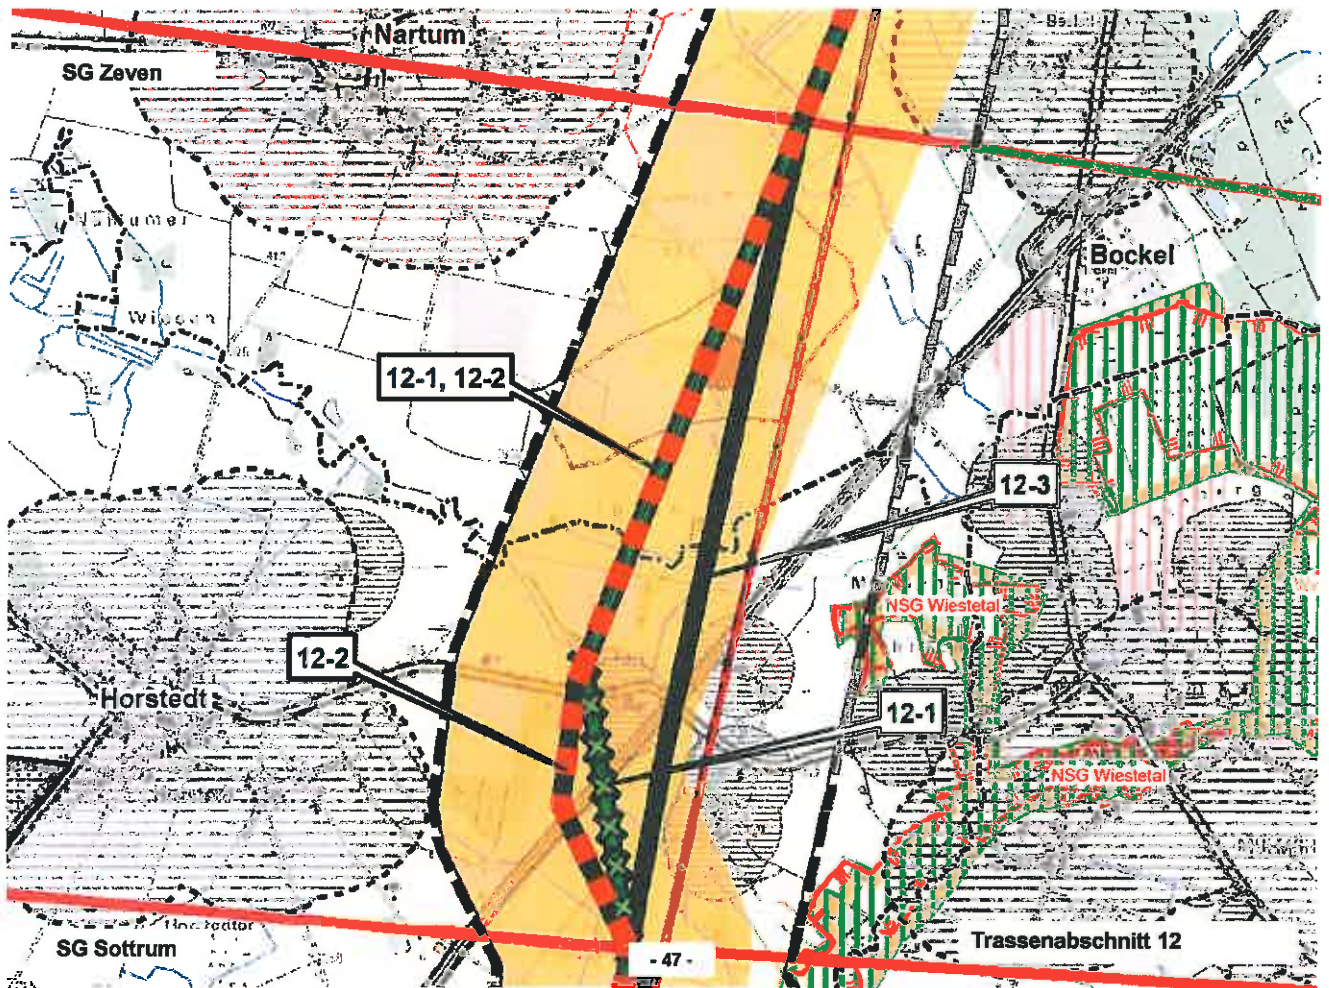 Nartum
SG Zeven
Bockel
12-1, 12-2
12-3
NSG Wiestetal
12-2
Horstedt
12-1
NSG Wiestetal
SG Sottrum
- 47 -
Trassenabschnitt 12